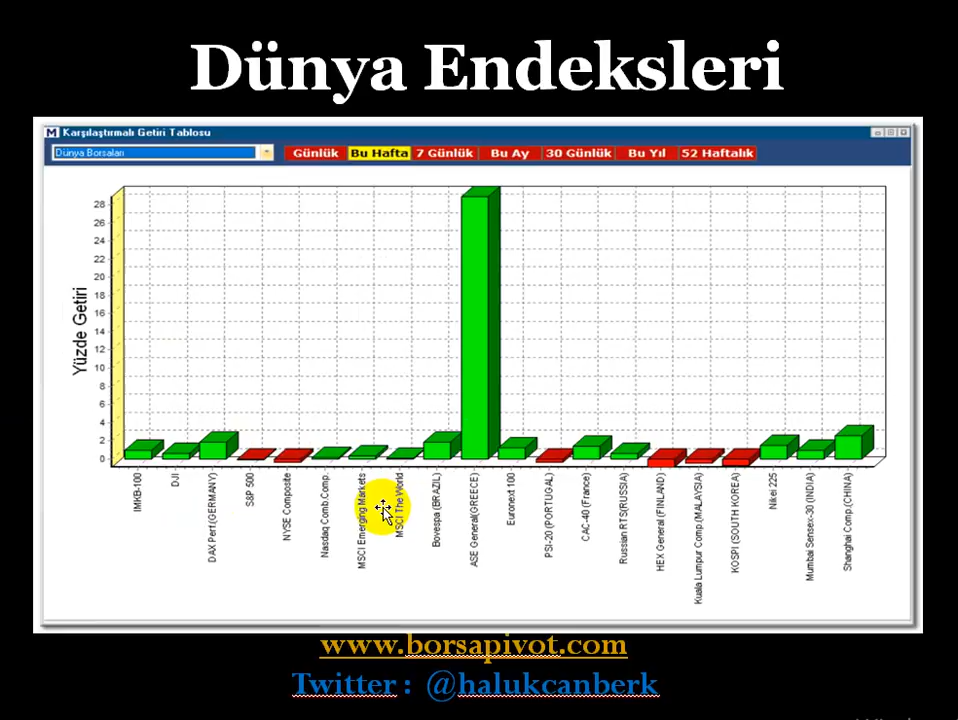 Dünya Endeksleri
M Karşılaştırmalı Getiri Tablosu
Dünya Borsaları
Günlük Bu Hafta 7 Günlük Bu Ay 30 Günlük Bu Yıl 52 Haftalık
Yüzde Getiri
28
26
24
22
20
18
16
14
12
10
8
6
4
2
0
IMKB-100
DJI
DAX Perf.(GERMANY)
S&P 500
NYSE Composite
Nasdaq Comb.Comp.
MSCI Emerging Markets
MSCI The World
Bovespa (BRAZIL)
ASE General(GREECE)
Euronext 100
PSI-20 (PORTUGAL)
CAC-40 (France)
Russian RTS(RUSSIA)
HEX General (FINLAND)
Kuala Lumpur Comp.(MALAYSIA)
KOSPI (SOUTH KOREA)
Nikei 225
Mumbai Sensex-30 (INDIA)
Shanghai Comp.(CHINA)
www.borsapivot.com
Twitter : @halukcanberk